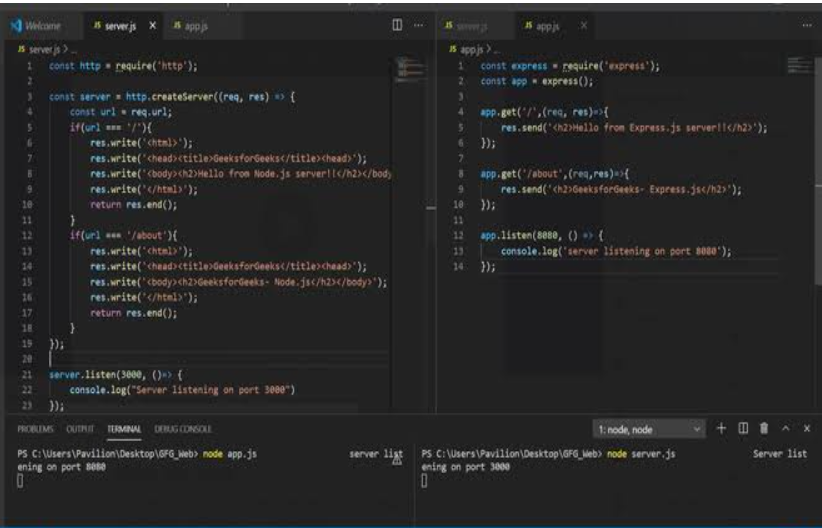 Welcome
JS server.js ×
JS app.js
JS server.js > ...
1 const http = require('http');
2
3 const server = http.createServer((req, res) => {
4 const url = req.url;
5 if(url === '/'){
6 res.write('<html>');
7 res.write('<head><title>GeeksforGeeks</title><head>');
8 res.write('<body><h2>Hello from Node.js server!!</h2></body
9 res.write('</html>');
10 return res.end();
11 }
12 if(url === '/about'){
13 res.write('<html>');
14 res.write('<head><title>GeeksforGeeks</title><head>');
15 res.write('<body><h2>GeeksforGeeks- Node.js</h2></body>');
16 res.write('</html>');
17 return res.end();
18 }
19 });
20
21 server.listen(3000, ()=> {
22 console.log("Server listening on port 3000")
23 });
JS server.js
JS app.js ×
JS app.js > ...
1 const express = require('express');
2 const app = express();
3
4 app.get('/',(req, res)=>{
5 res.send('<h2>Hello from Express.js server!!</h2>');
6 });
7
8 app.get('/about',(req,res)=>{
9 res.send('<h2>GeeksforGeeks- Express.js</h2>');
10 });
11
12 app.listen(8080, () => {
13 console.log('server listening on port 8080');
14 });
PROBLEMS OUTPUT TERMINAL DEBUG CONSOLE
1: node, node
PS C:\Users\Pavilion\Desktop\GFG_Web> node app.js server list
ening on port 8080
PS C:\Users\Pavilion\Desktop\GFG_Web> node server.js Server list
ening on port 3000